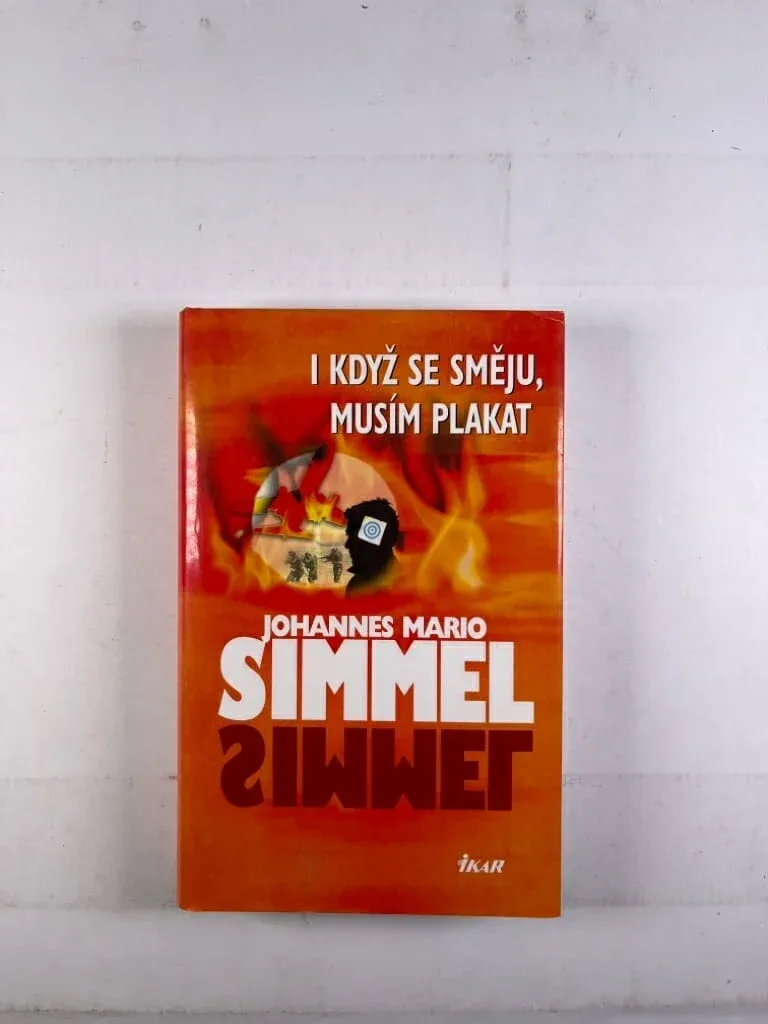 I KDYŽ SE SMĚJU,
MUSÍM PLAKAT
JOHANNES MARIO
SIMMEL
SIMMEL
IKAR